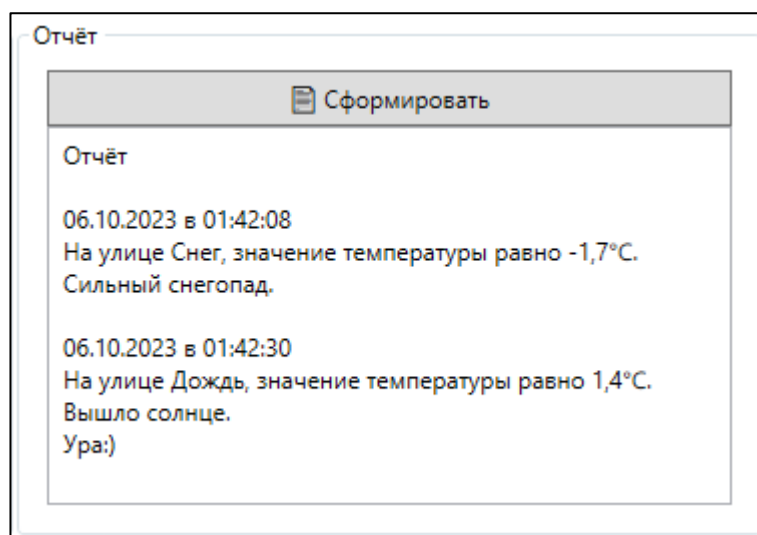 Отчёт
Сформировать
Отчёт
06.10.2023 в 01:42:08
На улице Снег, значение температуры равно -1,7°C.
Сильный снегопад.
06.10.2023 в 01:42:30
На улице Дождь, значение температуры равно 1,4°C.
Вышло солнце.
Ура:)